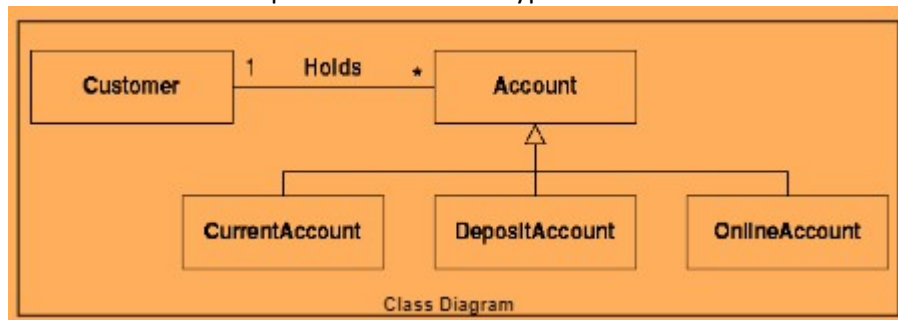 Customer
1 Holds *
Account
CurrentAccount
DepositAccount
OnlineAccount
Class Diagram